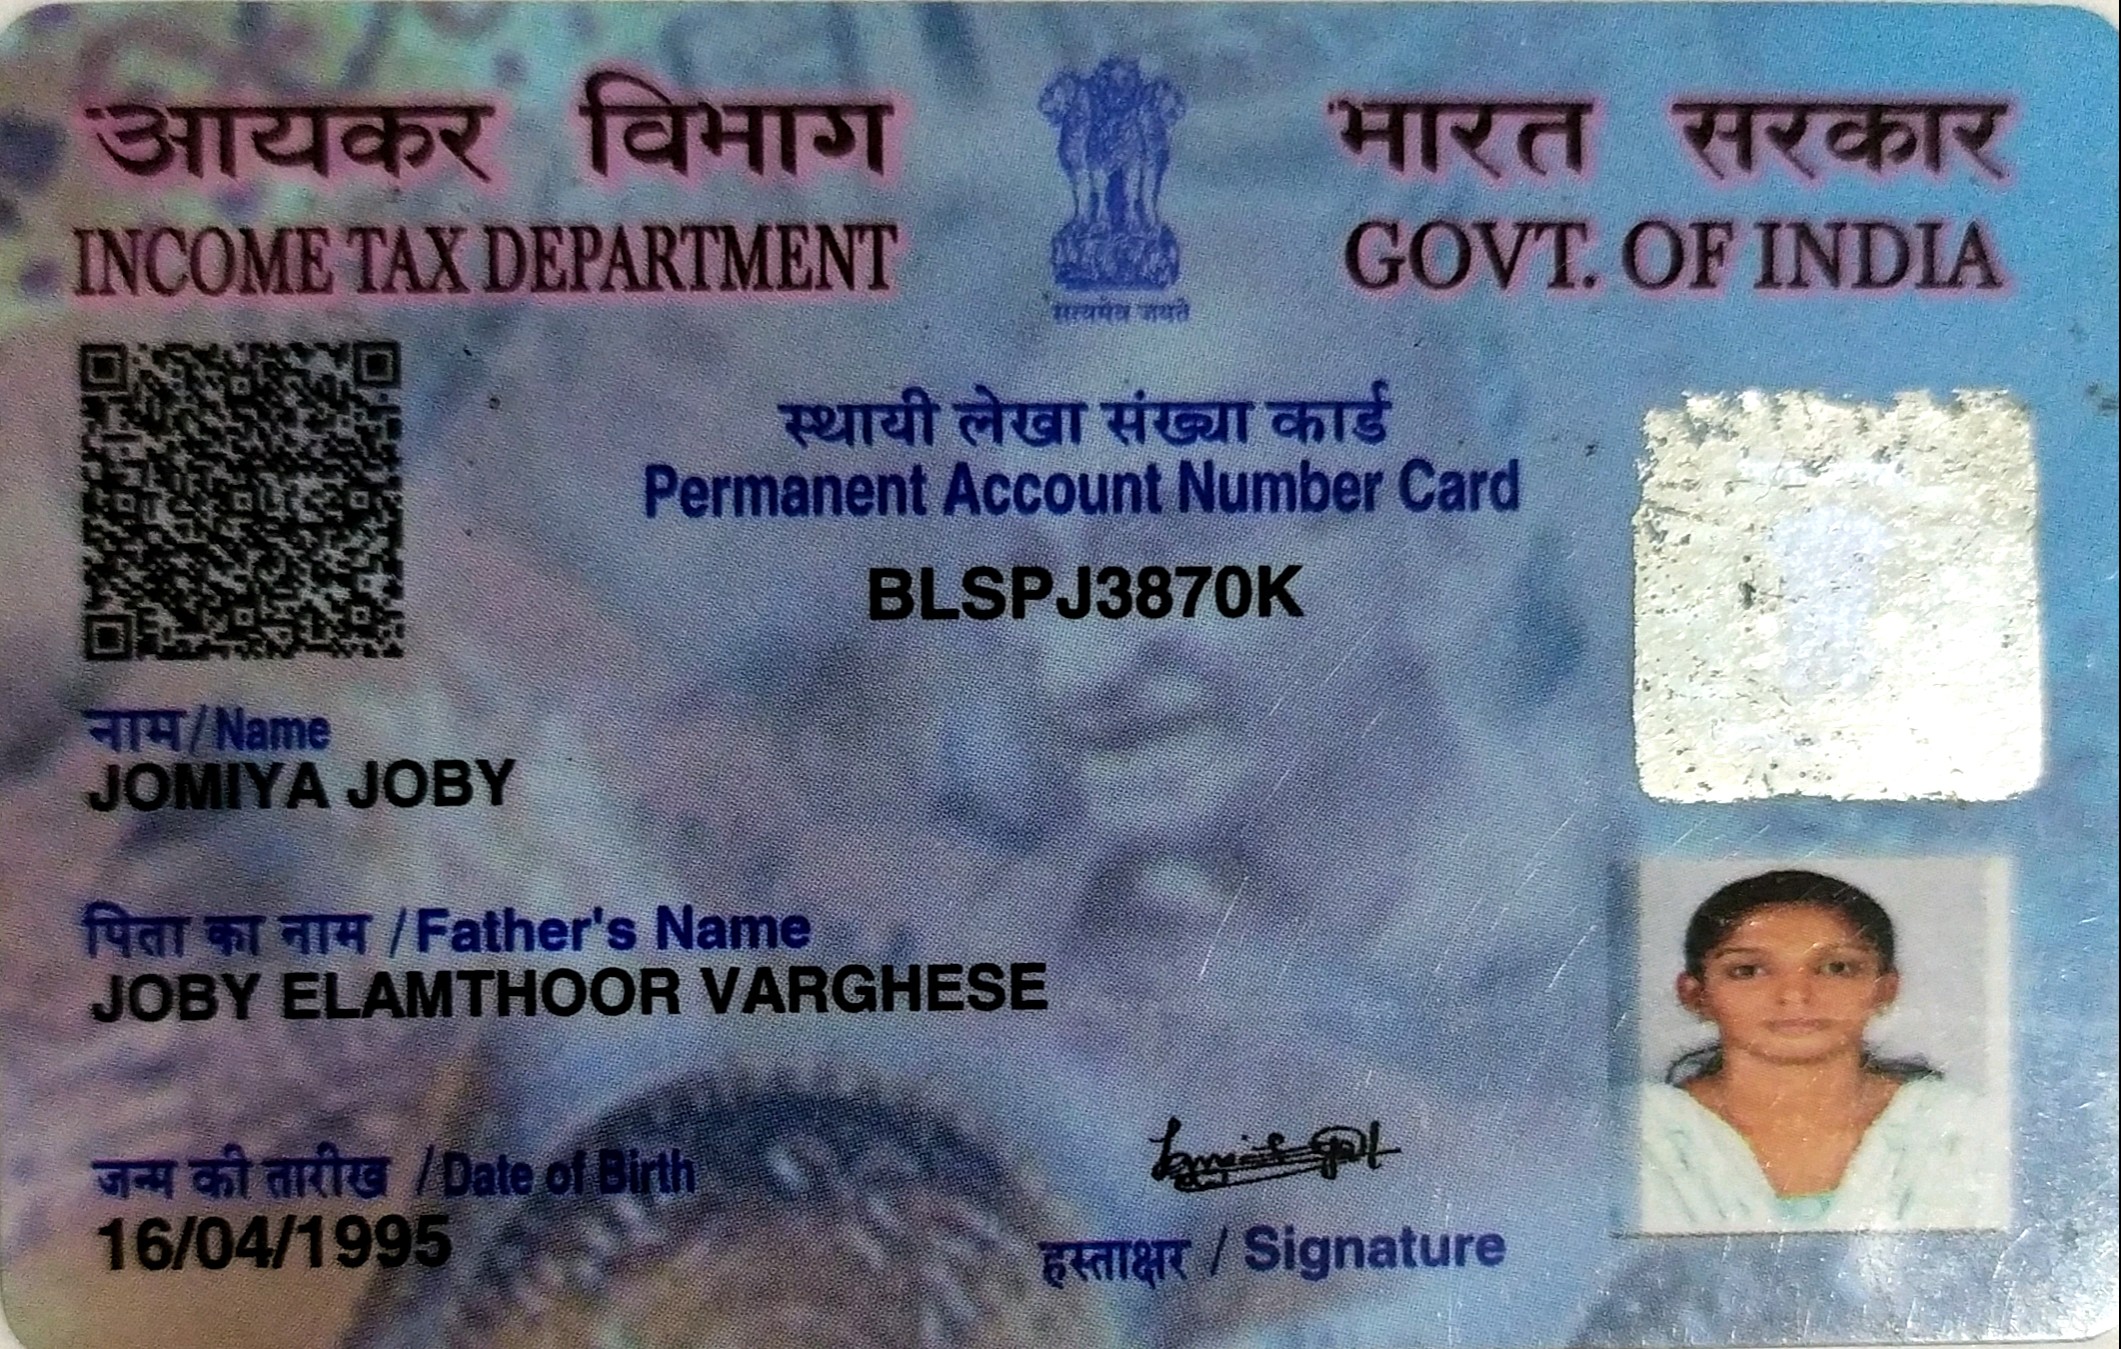 आयकर विभाग
INCOME TAX DEPARTMENT
सत्यमेव जयते
भारत सरकार
GOVT. OF INDIA
स्थायी लेखा संख्या कार्ड
Permanent Account Number Card
BLSPJ3870K
नाम/Name
JOMIYA JOBY
पिता का नाम /Father's Name
JOBY ELAMTHOOR VARGHESE
जन्म की तारीख /Date of Birth
16/04/1995
हस्ताक्षर / Signature